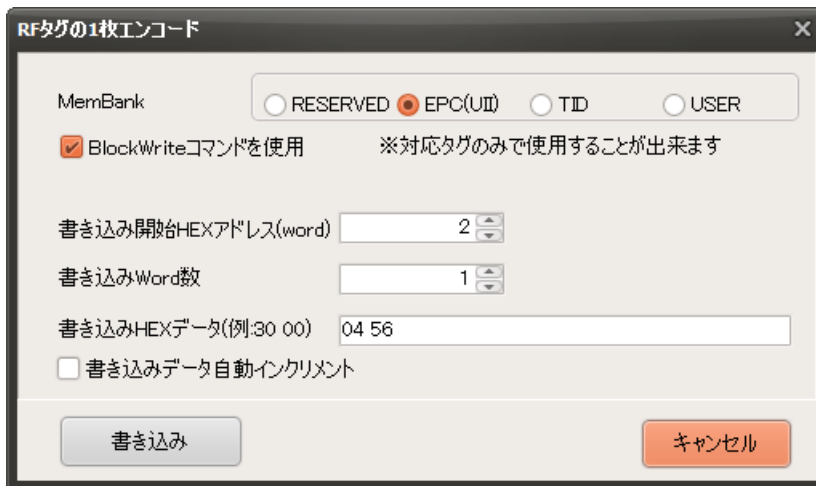 RFタグの1枚エンコード
MemBank RESERVED EPC(UII) TID USER
BlockWriteコマンドを使用 ※対応タグのみで使用することが出来ます
書き込み開始HEXアドレス(word) 2
書き込みWord数 1
書き込みHEXデータ(例:30 00) 04 56
書き込みデータ自動インクリメント
書き込み キャンセル